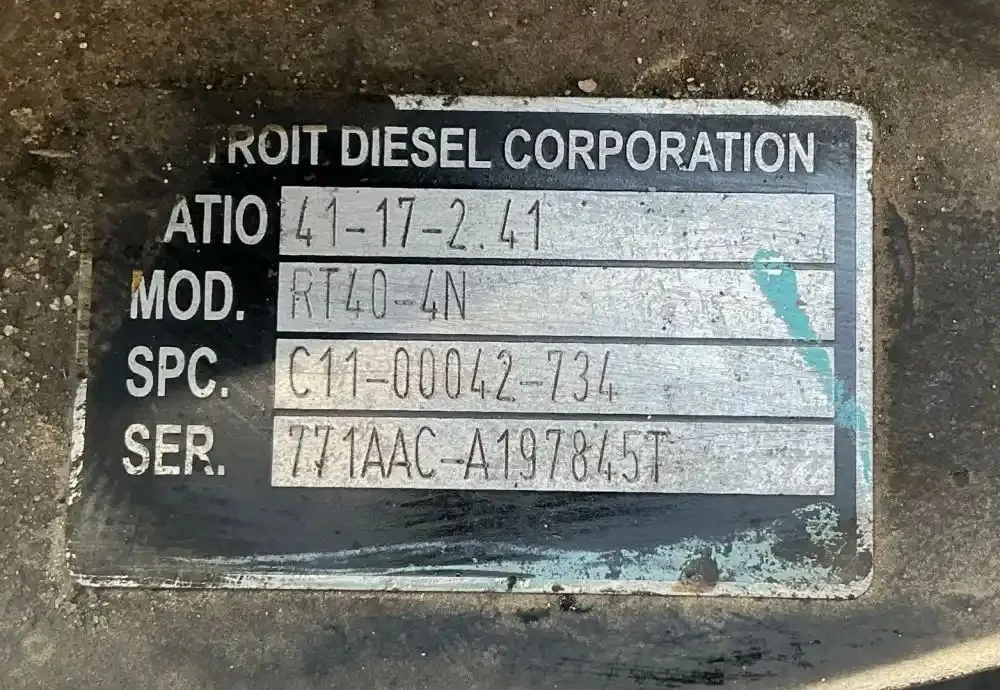 TROIT DIESEL CORPORATION
ATIO 41-17-2.41
MOD. RT40-4N
SPC. C11-00042-734
SER. 771AAC-A197845T